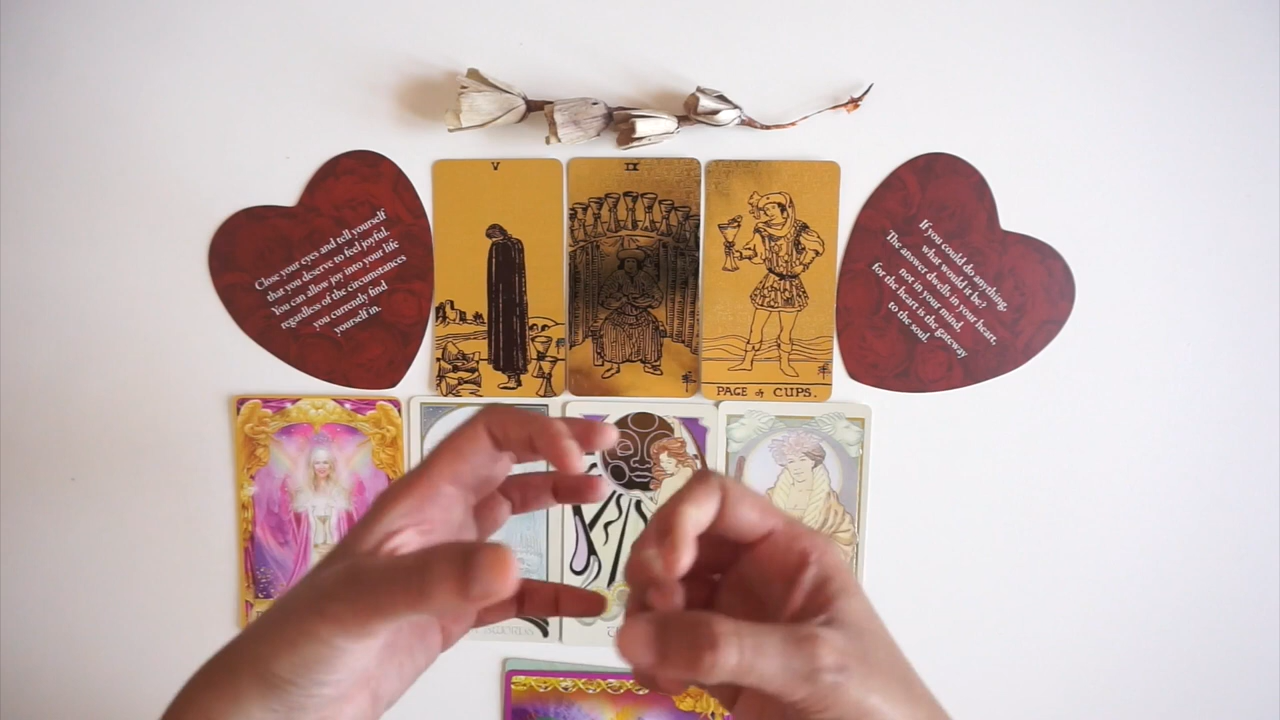 Close your eyes and tell yourself
that you deserve to feel joyful.
You can allow joy into your life
regardless of the circumstances
you currently find
yourself in.
V
IX
PAGE of CUPS.
If you could do anything,
what would it be?
The answer dwells in your heart,
not in your mind,
for the heart is the gateway
to the soul.